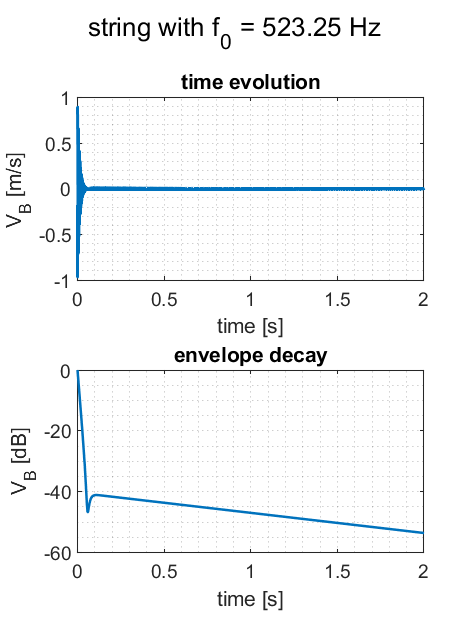 string with f0 = 523.25 Hz
time evolution
1
0.5
0
-0.5
-1
VB [m/s]
0 0.5 1 1.5 2
time [s]
envelope decay
0
-20
-40
-60
VB [dB]
0 0.5 1 1.5 2
time [s]